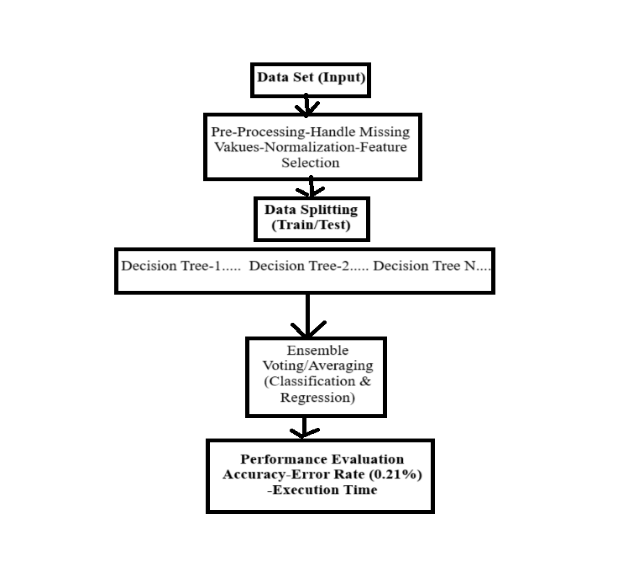 Data Set (Input)
Pre-Processing-Handle Missing
Vakues-Normalization-Feature
Selection
Data Splitting
(Train/Test)
Decision Tree-1..... Decision Tree-2..... Decision Tree N....
Ensemble
Voting/Averaging
(Classification &
Regression)
Performance Evaluation
Accuracy-Error Rate (0.21%)
-Execution Time